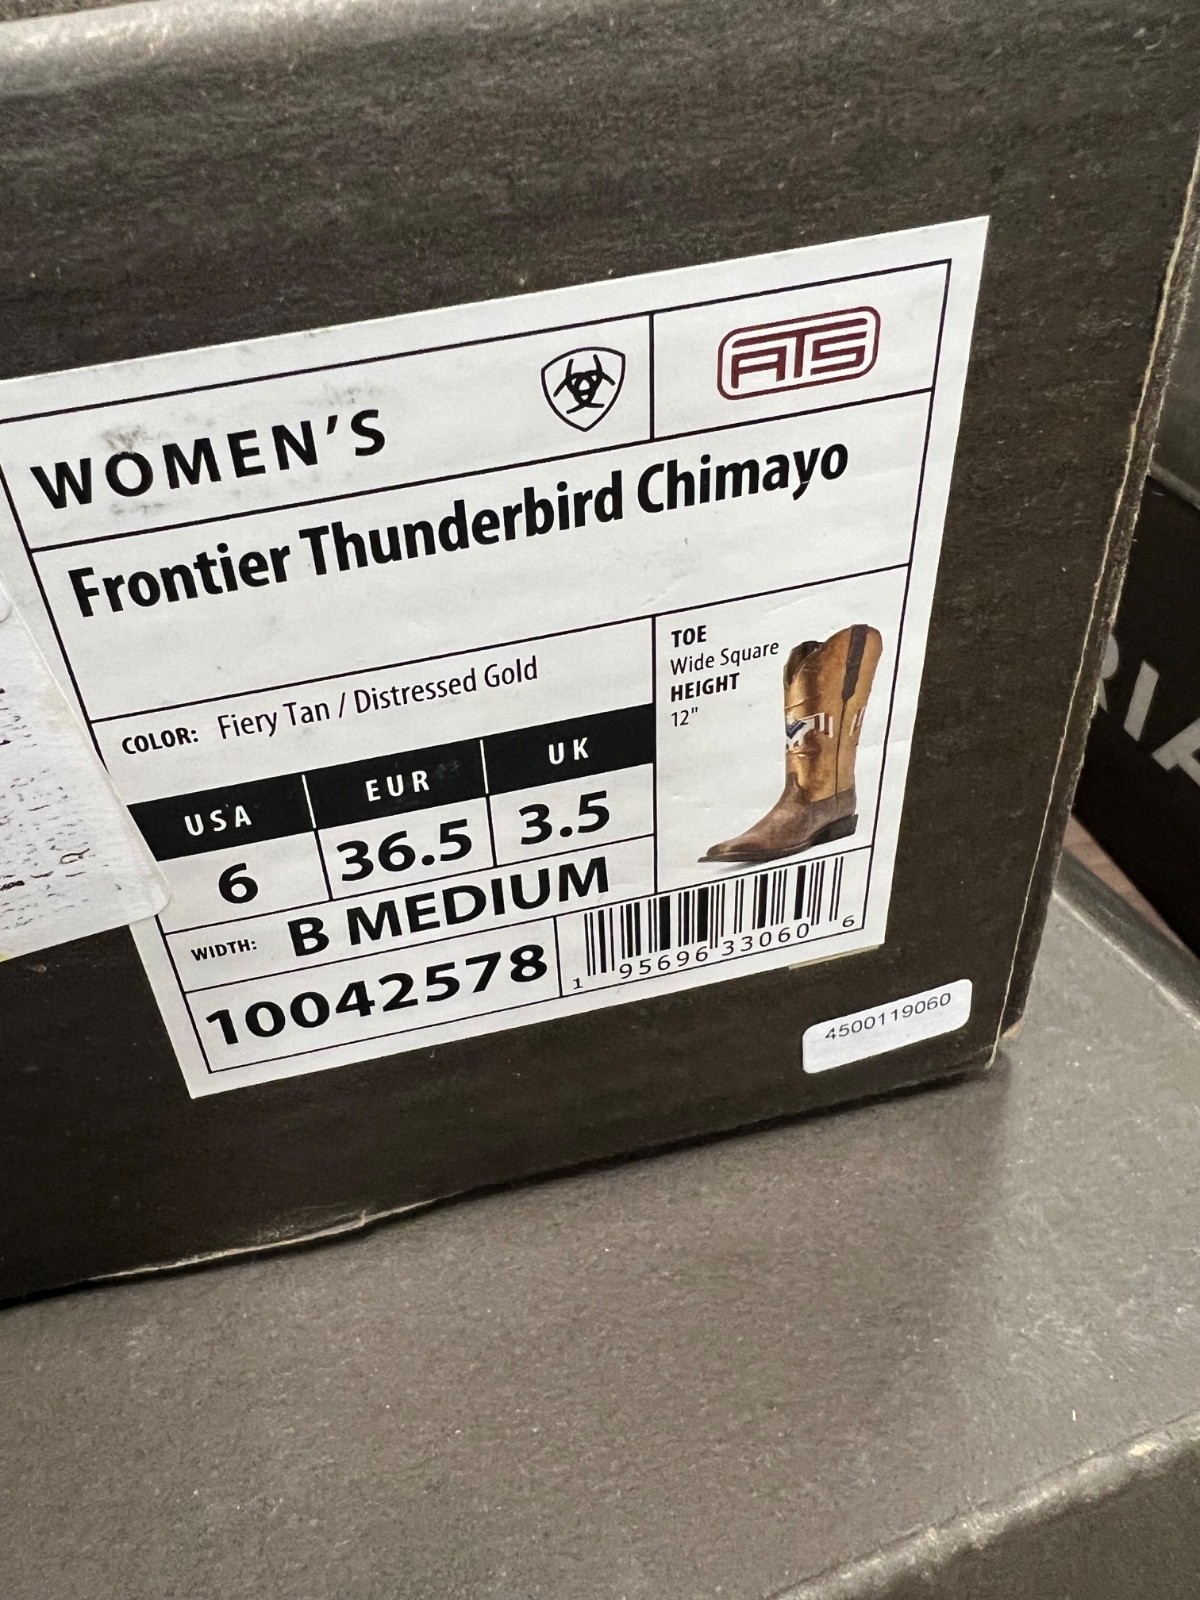 WOMEN'S
ATS
Frontier Thunderbird Chimayo
COLOR: Fiery Tan / Distressed Gold
TOE
Wide Square
HEIGHT
12"
USA EUR UK
6 36.5 3.5
WIDTH: B MEDIUM
10042578
1 95696 33060 6
4500119060
RIA